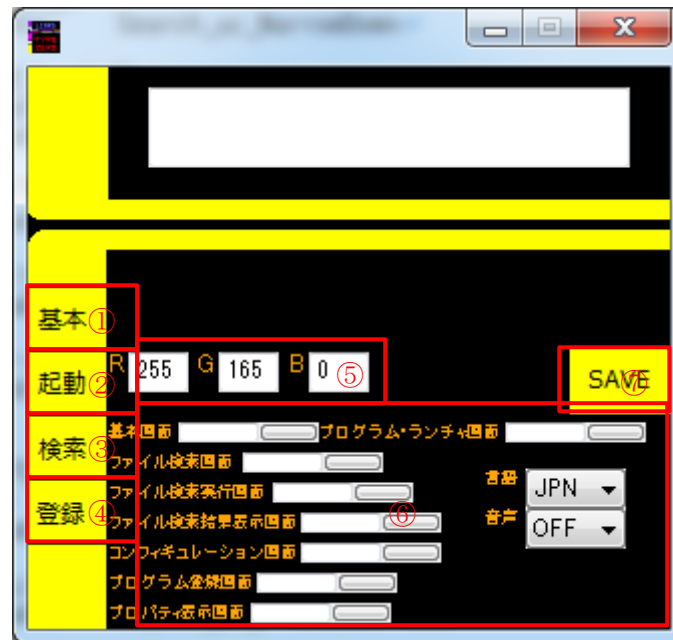 基本①
R 255 G 165 B 0 ⑤
起動②
SAVE⑦
基本画面 プログラム・ランチャ画面
検索③
ファイル検索画面
言語 JPN
ファイル検索実行画面
登録④
ファイル検索結果表示画面 ⑥
音声 OFF
コンフィギュレーション画面
プログラム登録画面
プロパティ表示画面